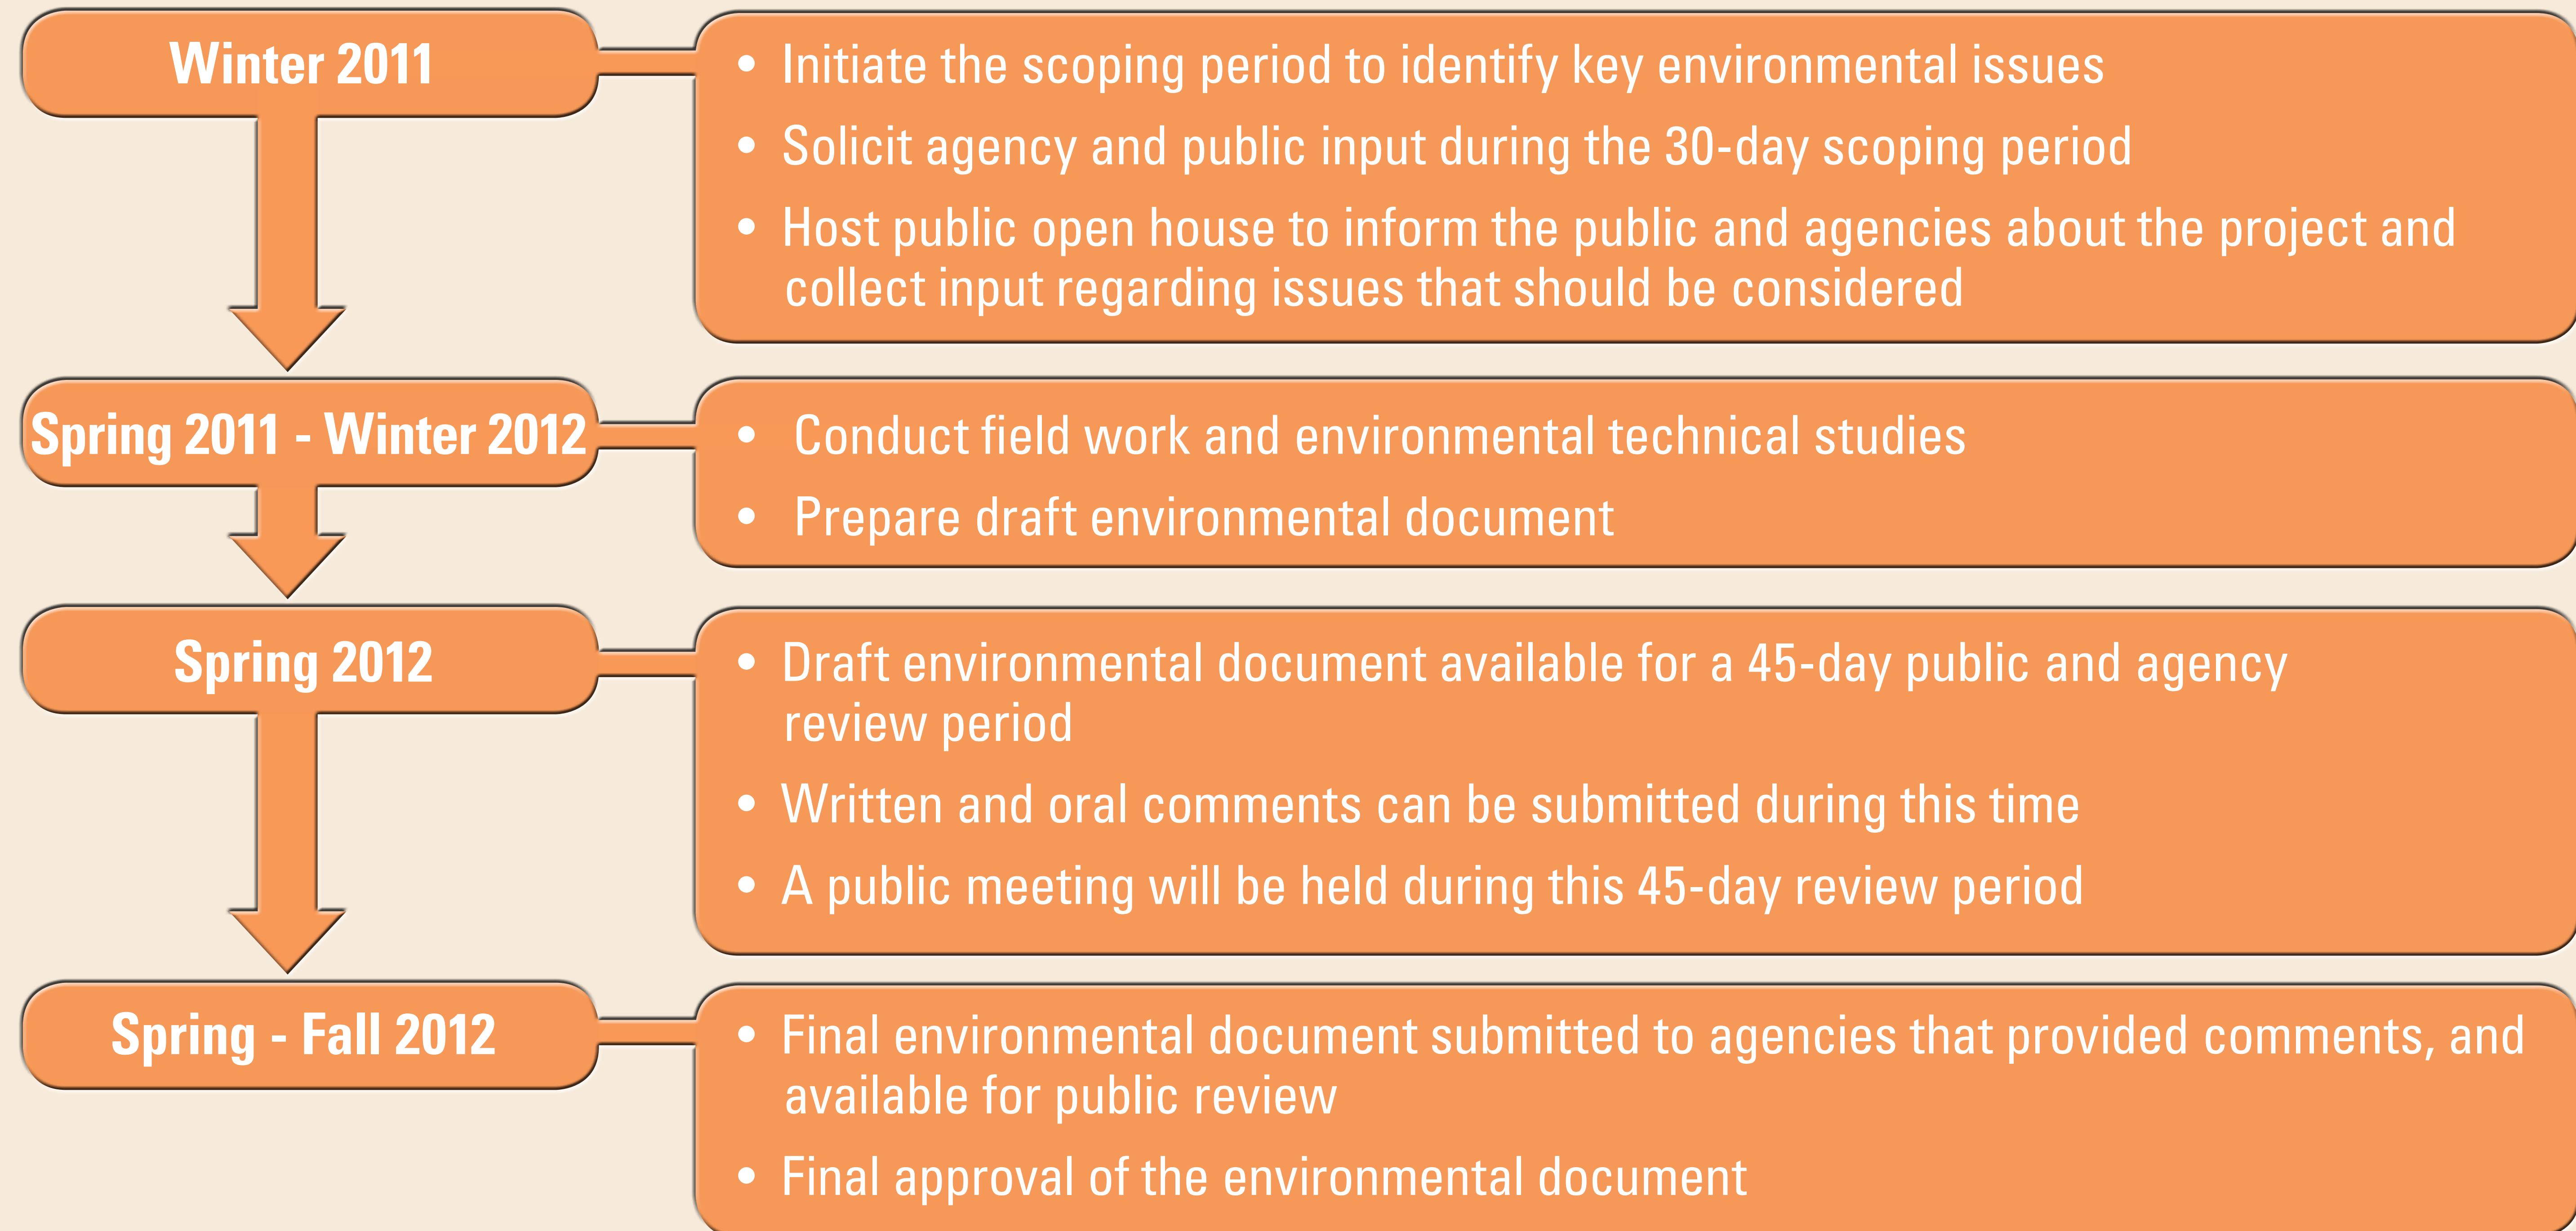 Winter 2011
• Initiate the scoping period to identify key environmental issues
• Solicit agency and public input during the 30-day scoping period
• Host public open house to inform the public and agencies about the project and
collect input regarding issues that should be considered
Spring 2011 - Winter 2012
• Conduct field work and environmental technical studies
• Prepare draft environmental document
Spring 2012
• Draft environmental document available for a 45-day public and agency
review period
• Written and oral comments can be submitted during this time
• A public meeting will be held during this 45-day review period
Spring - Fall 2012
• Final environmental document submitted to agencies that provided comments, and
available for public review
• Final approval of the environmental document